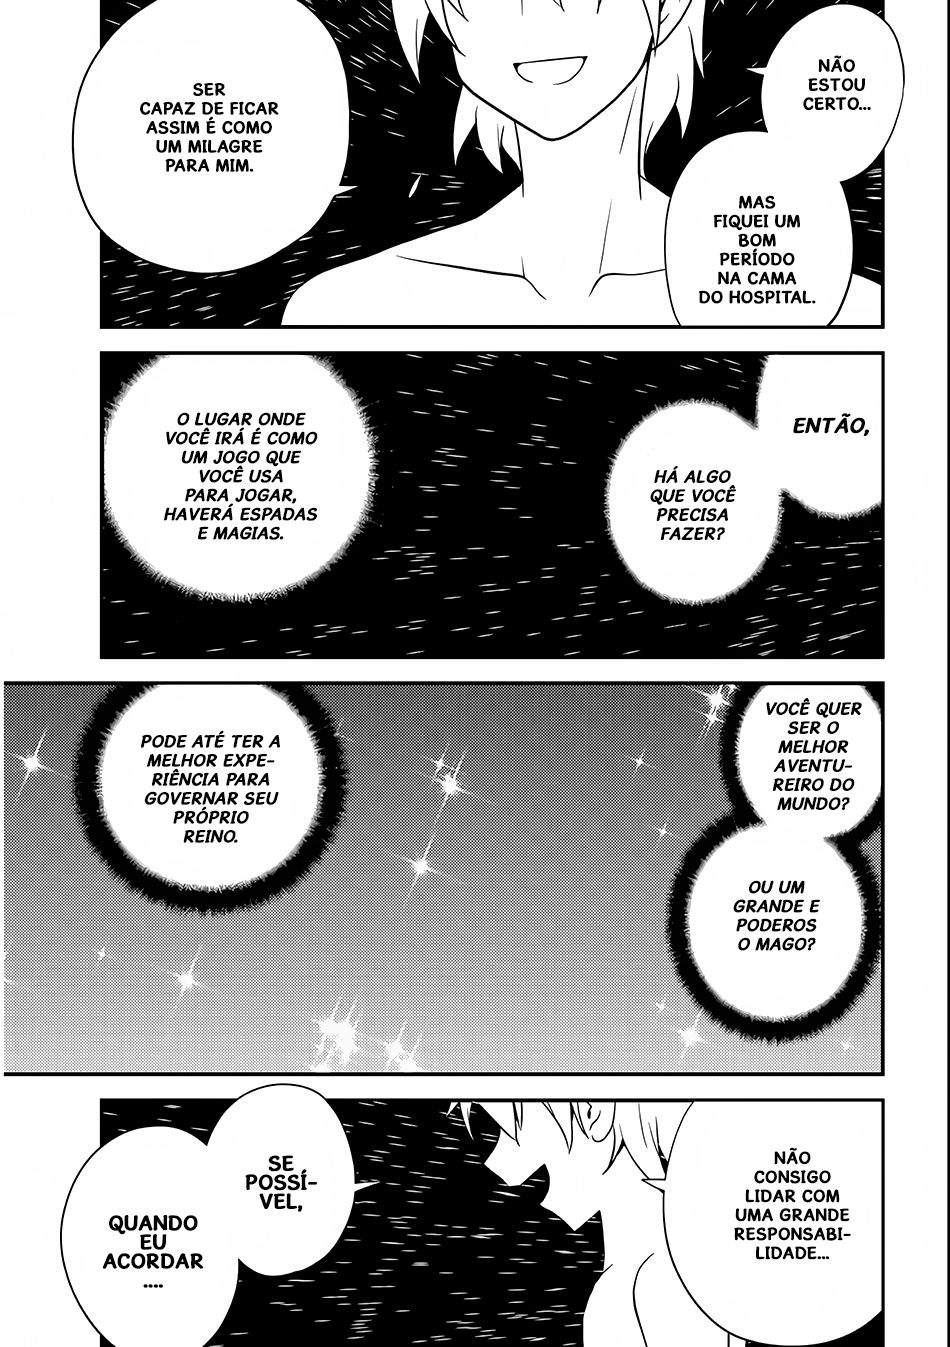 NÃO
ESTOU
CERTO...
MAS
FIQUEI UM
BOM
PERÍODO
NA CAMA
DO HOSPITAL.
SER
CAPAZ DE FICAR
ASSIM É COMO
UM MILAGRE
PARA MIM.
ENTÃO,
HÁ ALGO
QUE VOCÊ
PRECISA
FAZER?
O LUGAR ONDE
VOCÊ IRÁ É COMO
UM JOGO QUE
VOCÊ USA
PARA JOGAR,
HAVERÁ ESPADAS
E MAGIAS.
VOCÊ QUER
SER O
MELHOR
AVENTU-
REIRO DO
MUNDO?
OU UM
GRANDE E
PODEROS
O MAGO?
PODE ATÉ TER A
MELHOR EXPE-
RIÊNCIA PARA
GOVERNAR SEU
PRÓPRIO
REINO.
NÃO
CONSIGO
LIDAR COM
UMA GRANDE
RESPONSABI-
LIDADE...
SE
POSSÍ-
VEL,
QUANDO
EU
ACORDAR
....